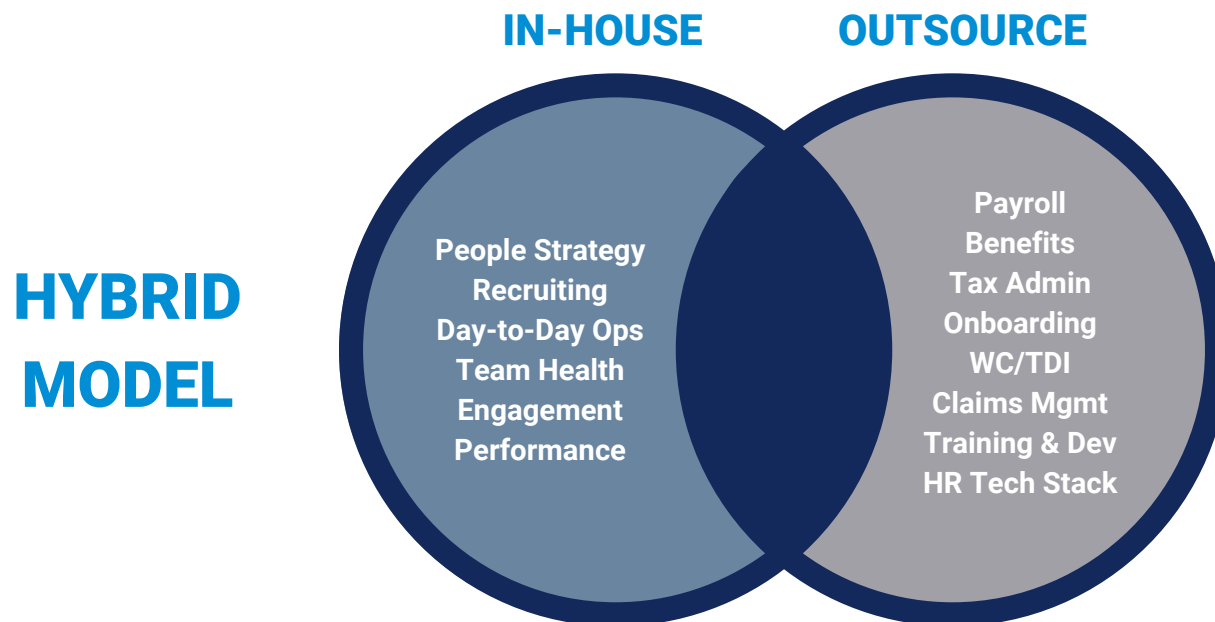 IN-HOUSE
OUTSOURCE
HYBRID
MODEL
People Strategy
Recruiting
Day-to-Day Ops
Team Health
Engagement
Performance
Payroll
Benefits
Tax Admin
Onboarding
WC/TDI
Claims Mgmt
Training & Dev
HR Tech Stack